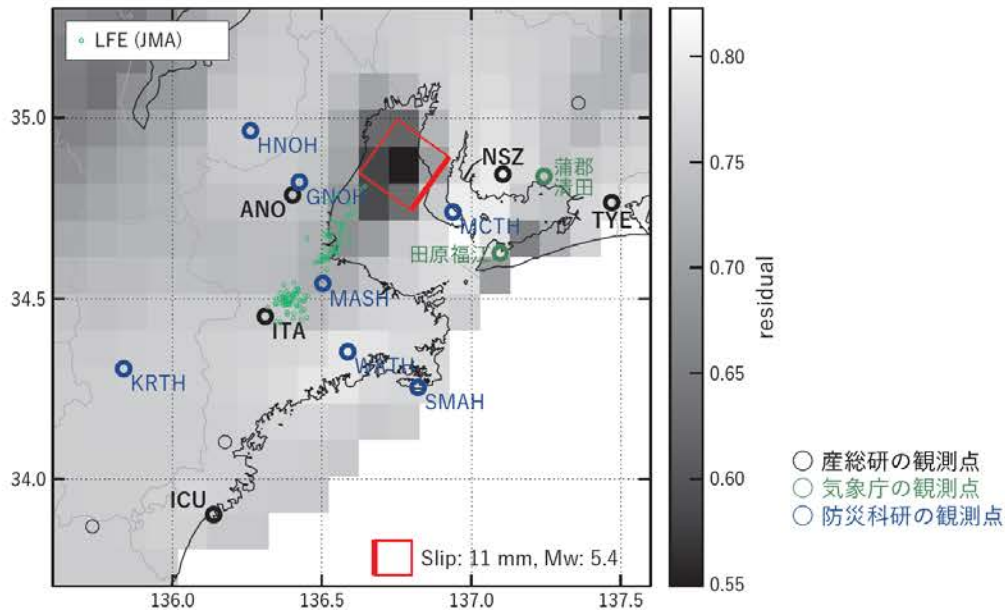 LFE (JMA)
35.0
34.5
34.0
136.0
136.5
137.0
137.5
HNOH
GNOH
ANO
NSZ
蒲郡
清田
TYE
MCTH
田原福江
MASH
ITA
WATH
KRTH
SMAH
ICU
Slip: 11 mm, Mw: 5.4
0.80
0.75
0.70
0.65
0.60
0.55
residual
産総研の観測点
気象庁の観測点
防災科研の観測点